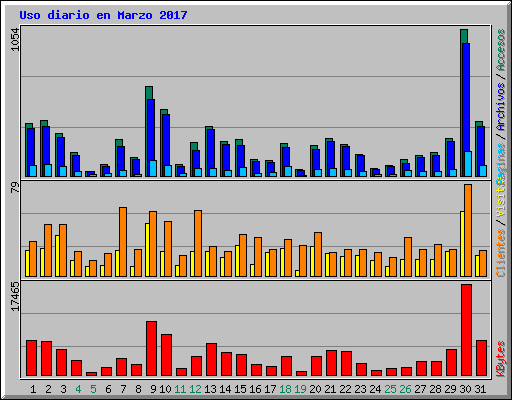 Uso diario en Marzo 2017
1054
79
17465
Accesos / Archivos / Paginas
Visitas / Clientes
KBytes
1 2 3 4 5 6 7 8 9 10 11 12 13 14 15 16 17 18 19 20 21 22 23 24 25 26 27 28 29 30 31